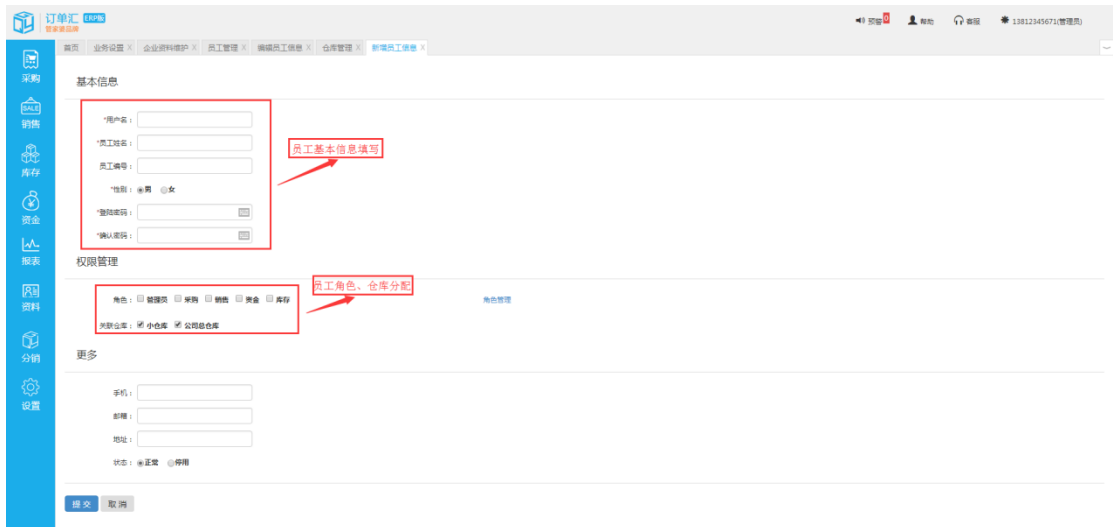 订单汇 ERP版
管家婆品牌
预警 0 帮助 客服 13812345671(管理员)
首页 业务设置 X 企业资料维护 X 员工管理 X 编辑员工信息 X 仓库管理 X 新增员工信息 X
采购
SALE
销售
库存
资金
报表
资料
分销
设置
基本信息
*用户名：
*员工姓名：
员工编号：
*性别： 男 女
*登陆密码：
*确认密码：
员工基本信息填写
权限管理
员工角色、仓库分配
角色： 管理员 采购 销售 资金 库存
角色管理
关联仓库： 小仓库 公司总仓库
更多
手机：
邮箱：
地址：
状态： 正常 停用
提交 取消